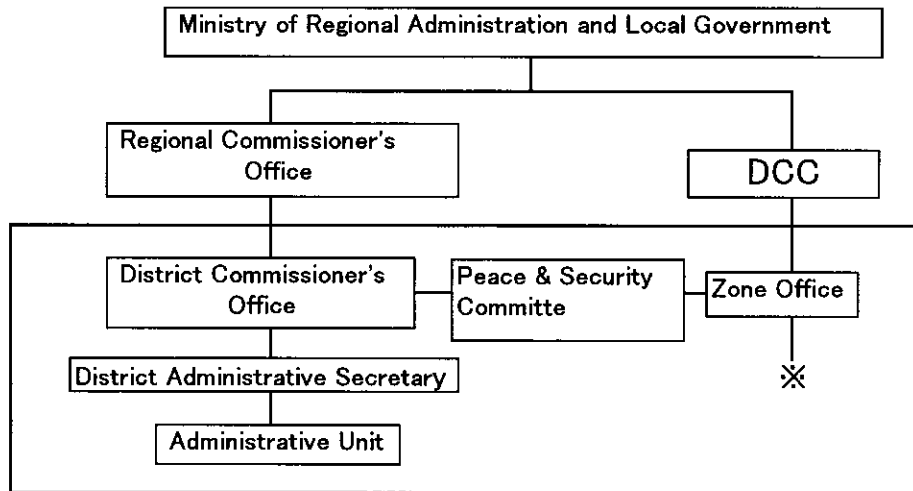 Ministry of Regional Administration and Local Government
Regional Commissioner's
Office
DCC
District Commissioner's
Office
Peace & Security
Committe
Zone Office
District Administrative Secretary
※
Administrative Unit